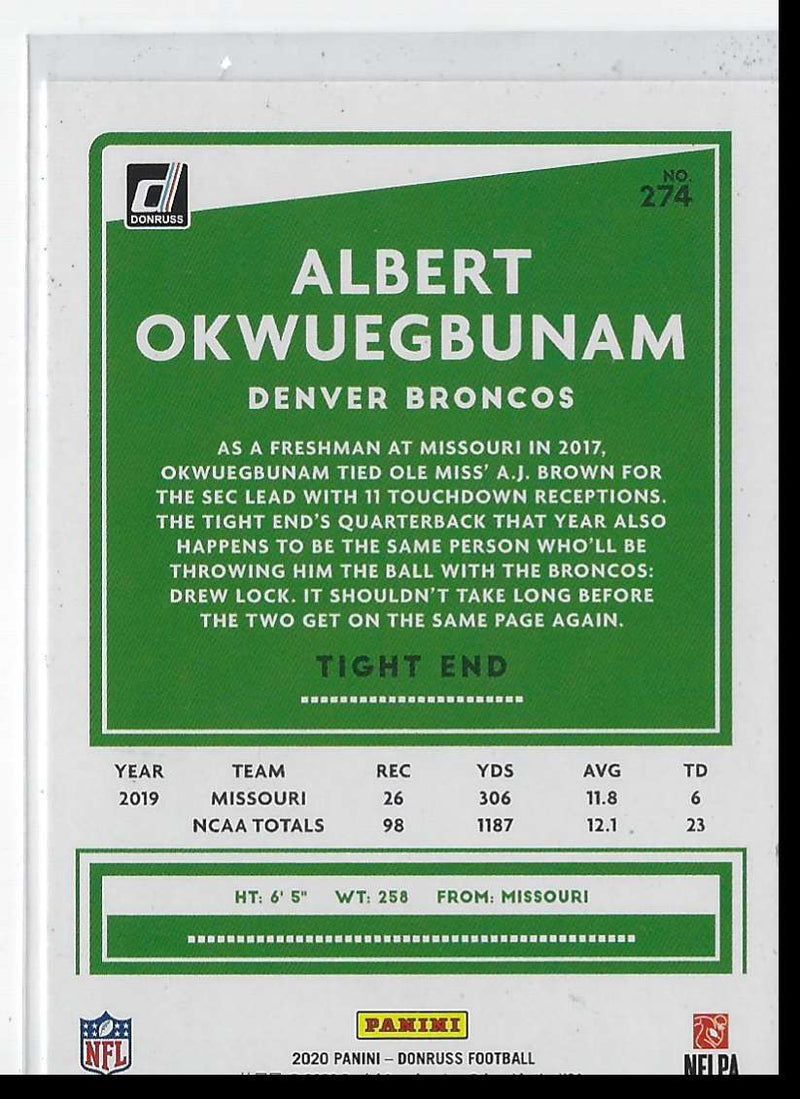 DONRUSS
NO.
274
ALBERT
OKWUEGBUNAM
DENVER BRONCOS
AS A FRESHMAN AT MISSOURI IN 2017,
OKWUEGBUNAM TIED OLE MISS' A.J. BROWN FOR
THE SEC LEAD WITH 11 TOUCHDOWN RECEPTIONS.
THE TIGHT END'S QUARTERBACK THAT YEAR ALSO
HAPPENS TO BE THE SAME PERSON WHO'LL BE
THROWING HIM THE BALL WITH THE BRONCOS:
DREW LOCK. IT SHOULDN'T TAKE LONG BEFORE
THE TWO GET ON THE SAME PAGE AGAIN.
TIGHT END
YEAR TEAM REC YDS AVG TD
2019 MISSOURI 26 306 11.8 6
NCAA TOTALS 98 1187 12.1 23
HT: 6' 5" WT: 258 FROM: MISSOURI
NFL
PANINI
2020 PANINI – DONRUSS FOOTBALL
NFLPA